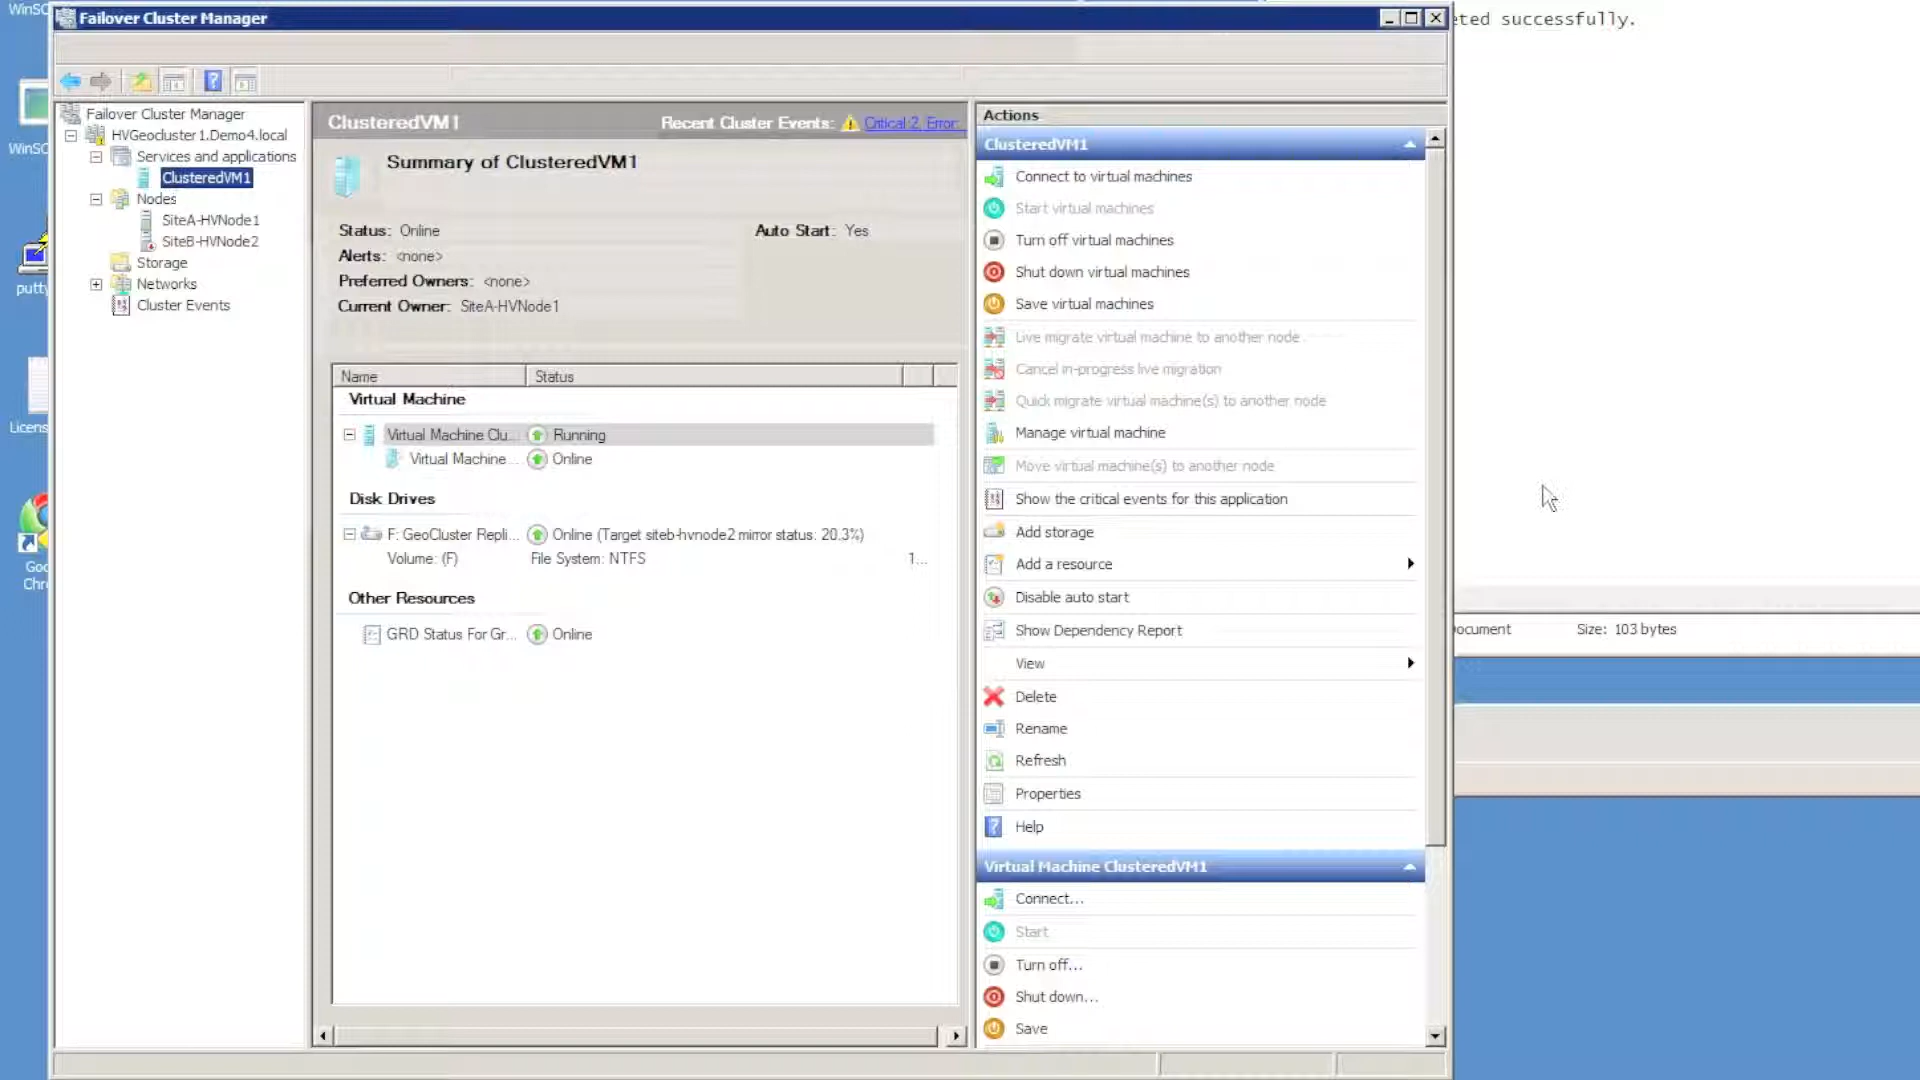 WinSC
Failover Cluster Manager
eted successfully.
WinSC
putty
Licens
Goo
Chr
Failover Cluster Manager
HVGeocluster1.Demo4.local
Services and applications
ClusteredVM1
Nodes
SiteA-HVNode1
SiteB-HVNode2
Storage
Networks
Cluster Events
ClusteredVM1
Recent Cluster Events: Critical: 2, Error:
Summary of ClusteredVM1
Status: Online
Auto Start: Yes
Alerts: <none>
Preferred Owners: <none>
Current Owner: SiteA-HVNode1
Name Status
Virtual Machine
Virtual Machine Clu... Running
Virtual Machine ... Online
Disk Drives
F: GeoCluster Repli... Online (Target siteb-hvnode2 mirror status: 20.3%)
Volume: (F) File System: NTFS 1...
Other Resources
GRD Status For Gr... Online
Actions
ClusteredVM1
Connect to virtual machines
Start virtual machines
Turn off virtual machines
Shut down virtual machines
Save virtual machines
Live migrate virtual machine to another node
Cancel in-progress live migration
Quick migrate virtual machine(s) to another node
Manage virtual machine
Move virtual machine(s) to another node
Show the critical events for this application
Add storage
Add a resource
Disable auto start
Show Dependency Report
View
Delete
Rename
Refresh
Properties
Help
Virtual Machine ClusteredVM1
Connect...
Start
Turn off...
Shut down...
Save
ocument Size: 103 bytes